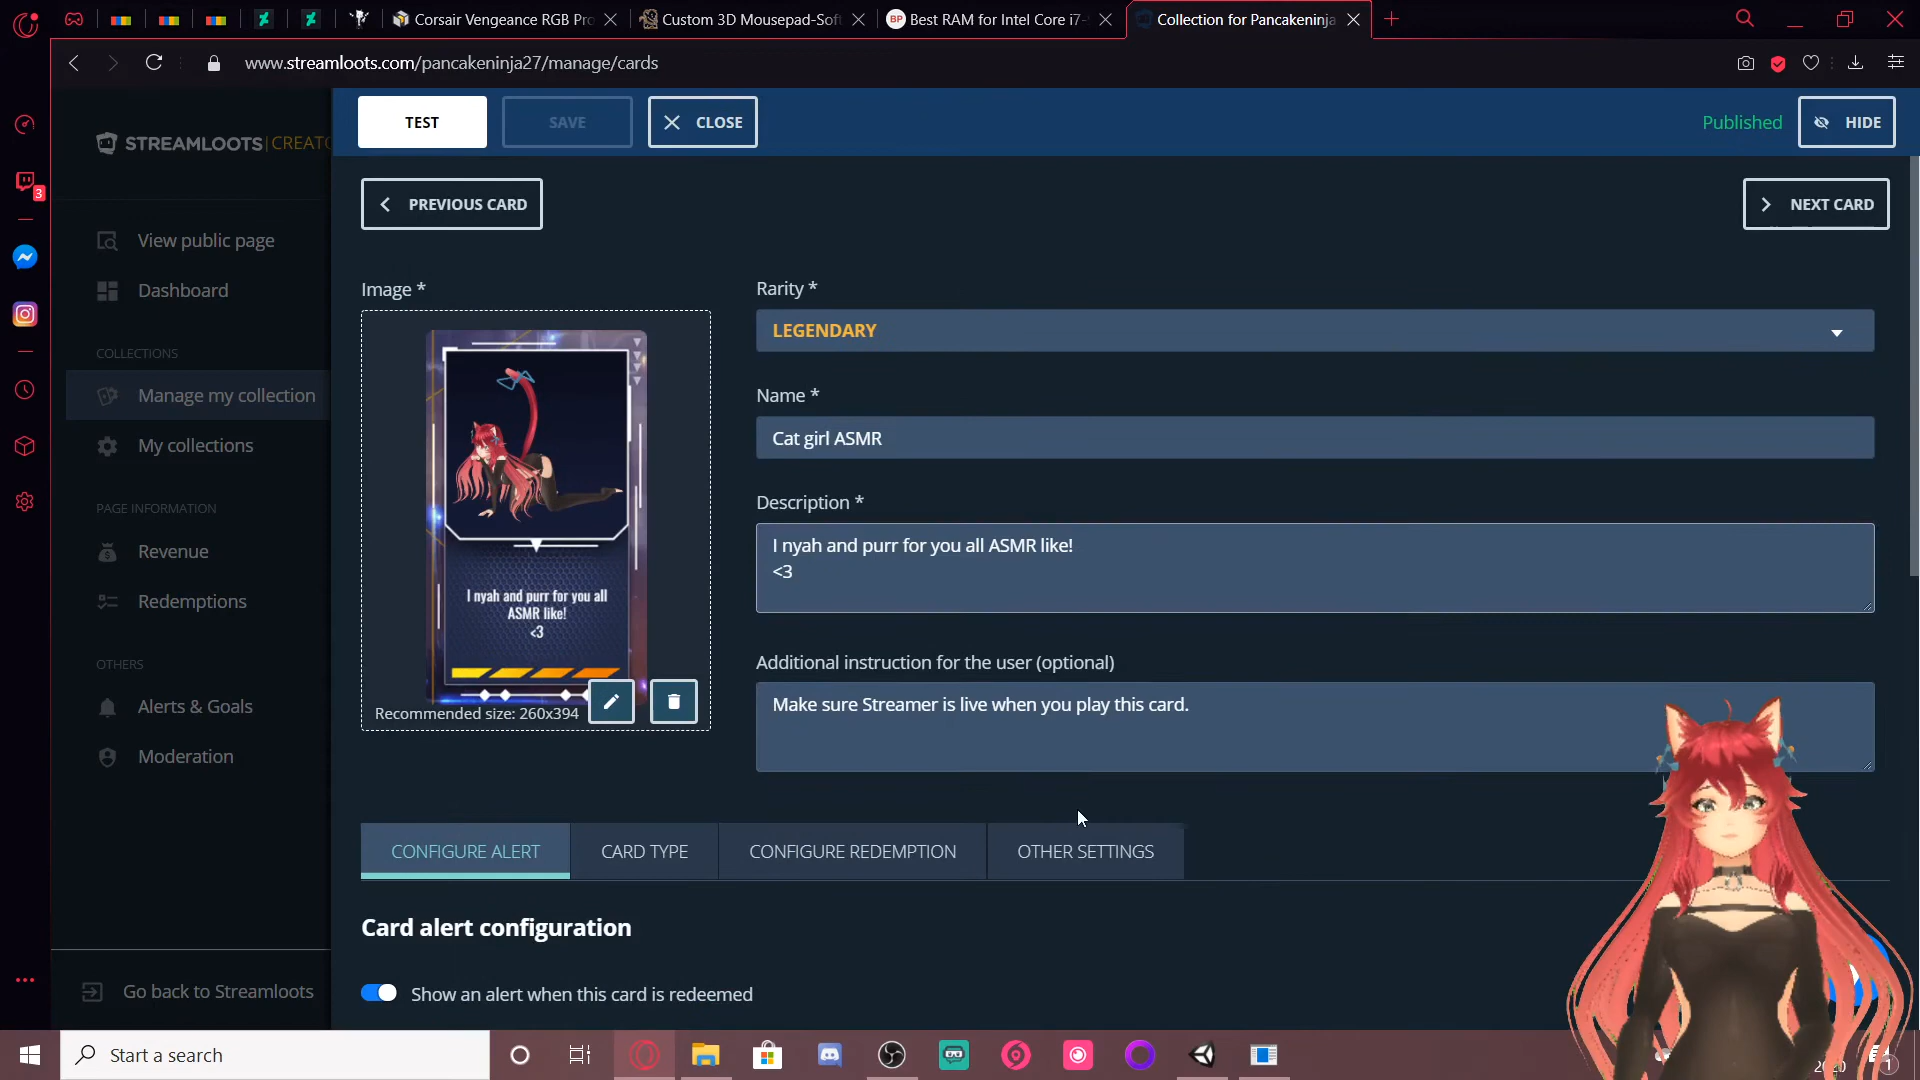 Corsair Vengeance RGB Pro
Custom 3D Mousepad-Soft
BP Best RAM for Intel Core i7-
Collection for Pancakeninja
www.streamloots.com/pancakeninja27/manage/cards
TEST
SAVE
CLOSE
Published
HIDE
STREAMLOOTS|CREATO
PREVIOUS CARD
NEXT CARD
3
View public page
Dashboard
COLLECTIONS
Manage my collection
My collections
PAGE INFORMATION
Revenue
Redemptions
OTHERS
Alerts & Goals
Moderation
Go back to Streamloots
Image *
I nyah and purr for you all
ASMR like!
<3
Recommended size: 260x394
Rarity *
LEGENDARY
Name *
Cat girl ASMR
Description *
I nyah and purr for you all ASMR like!
<3
Additional instruction for the user (optional)
Make sure Streamer is live when you play this card.
CONFIGURE ALERT
CARD TYPE
CONFIGURE REDEMPTION
OTHER SETTINGS
Card alert configuration
Show an alert when this card is redeemed
Start a search
1